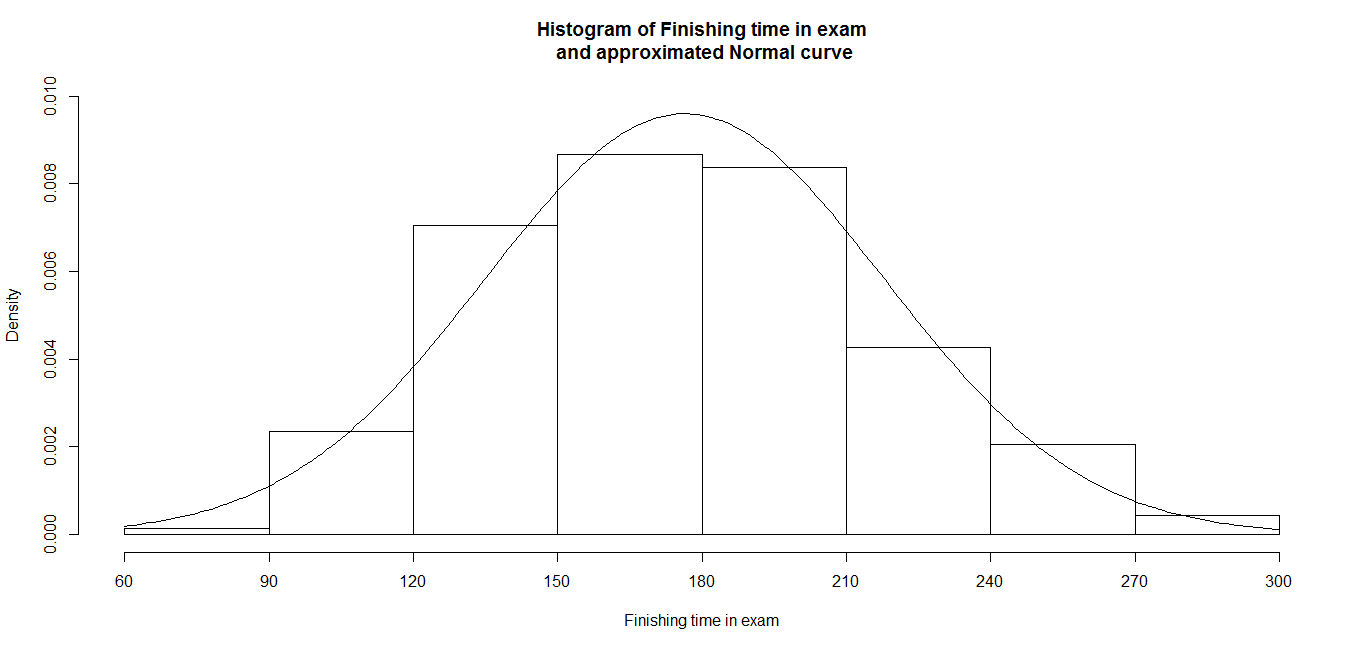 Histogram of Finishing time in exam
and approximated Normal curve
0.010
0.008
0.006
0.004
0.002
0.000
Density
60 90 120 150 180 210 240 270 300
Finishing time in exam